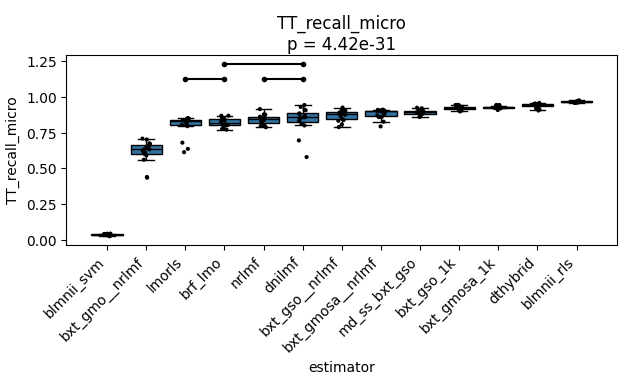 TT_recall_micro
p = 4.42e-31
TT_recall_micro
1.25
1.00
0.75
0.50
0.25
0.00
blmnii_svm
bxt_gmo__nrlmf
lmorls
brf_lmo
nrlmf
dnilmf
bxt_gso__nrlmf
bxt_gmosa__nrlmf
md_ss_bxt_gso
bxt_gso_1k
bxt_gmosa_1k
dthybrid
blmnii_rls
estimator